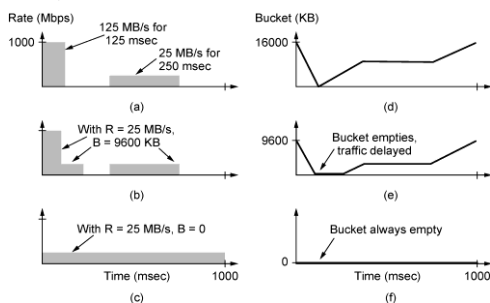 Rate (Mbps)
125 MB/s for
125 msec
1000
25 MB/s for
250 msec
(a)
Bucket (KB)
16000
(d)
With R = 25 MB/s,
B = 9600 KB
(b)
9600
Bucket empties,
traffic delayed
(e)
With R = 25 MB/s, B = 0
Time (msec)
1000
(c)
Bucket always empty
0
Time (msec)
1000
(f)